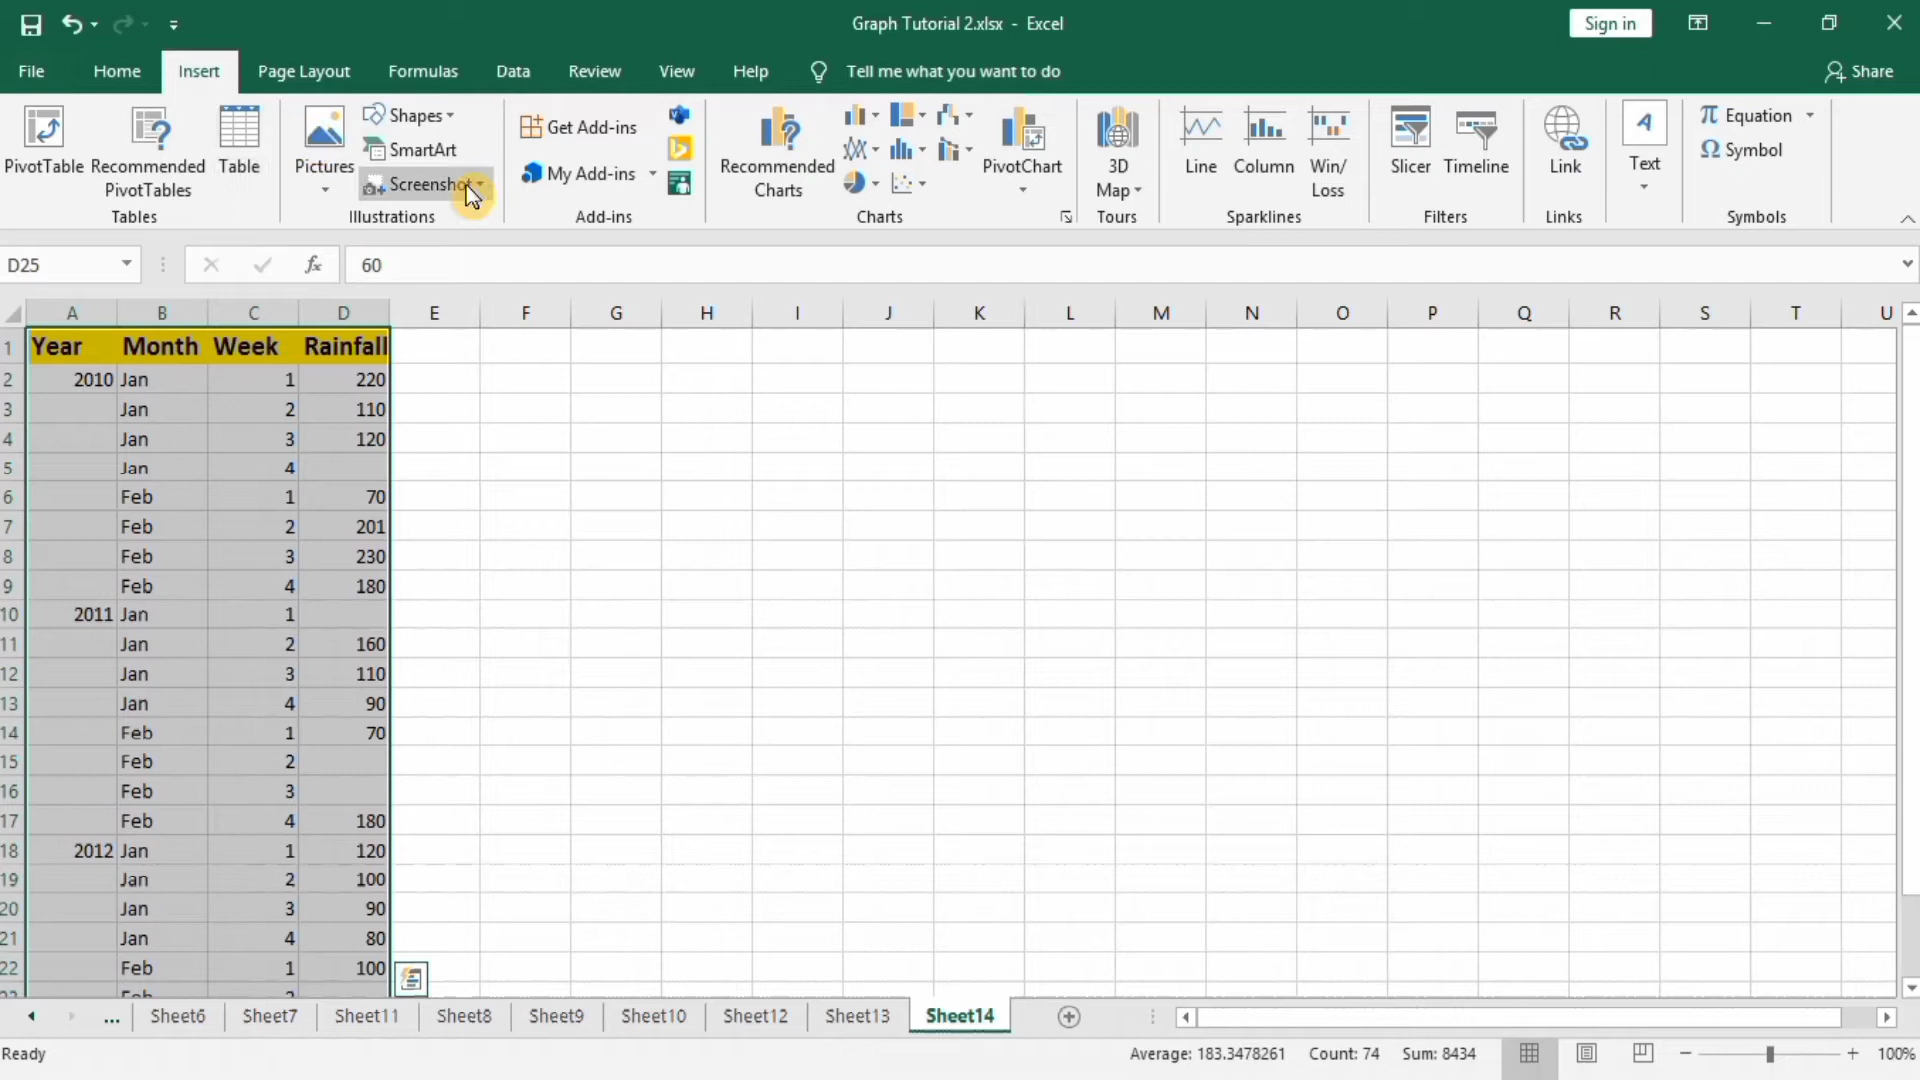 Graph Tutorial 2.xlsx - Excel
Sign in
File Home Insert Page Layout Formulas Data Review View Help Tell me what you want to do Share
PivotTable
Recommended PivotTables
Table
Tables
Pictures
Shapes
SmartArt
Screenshot
Illustrations
Get Add-ins
My Add-ins
Add-ins
Recommended Charts
PivotChart
Charts
3D Map
Tours
Line
Column
Win/ Loss
Sparklines
Slicer
Timeline
Filters
Link
Links
A
Text
π Equation
Ω Symbol
Symbols
D25 fx 60
A B C D E F G H I J K L M N O P Q R S T U
1 Year Month Week Rainfall
2 2010 Jan 1 220
3 Jan 2 110
4 Jan 3 120
5 Jan 4
6 Feb 1 70
7 Feb 2 201
8 Feb 3 230
9 Feb 4 180
10 2011 Jan 1
11 Jan 2 160
12 Jan 3 110
13 Jan 4 90
14 Feb 1 70
15 Feb 2
16 Feb 3
17 Feb 4 180
18 2012 Jan 1 120
19 Jan 2 100
20 Jan 3 90
21 Jan 4 80
22 Feb 1 100
... Sheet6 Sheet7 Sheet11 Sheet8 Sheet9 Sheet10 Sheet12 Sheet13 Sheet14
Ready Average: 183.3478261 Count: 74 Sum: 8434 100%